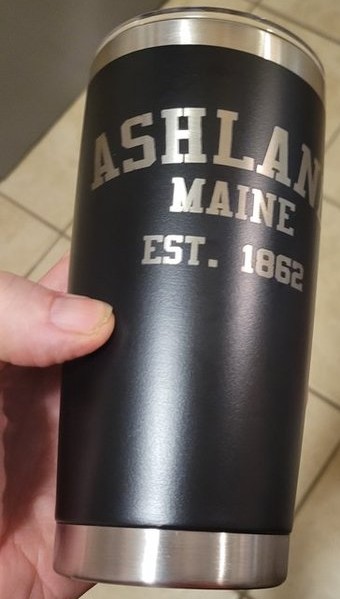 ASHLAN
MAINE
EST. 1862